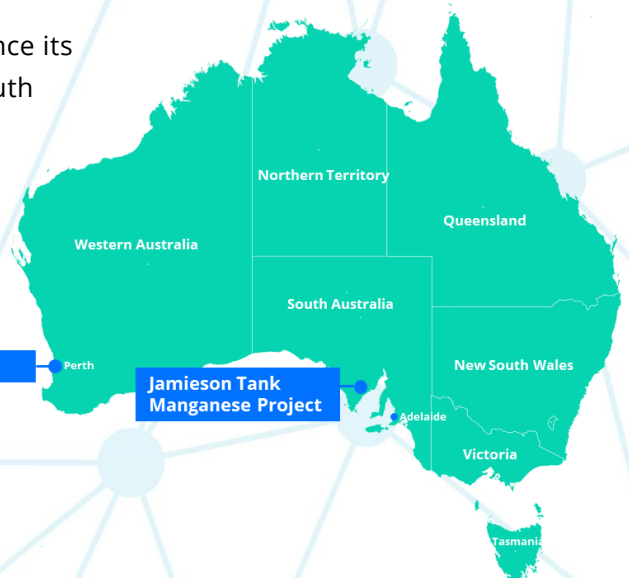 nce its
uth
Northern Territory
Queensland
Western Australia
South Australia
New South Wales
Perth
Jamieson Tank
Manganese Project
Adelaide
Victoria
Tasmania